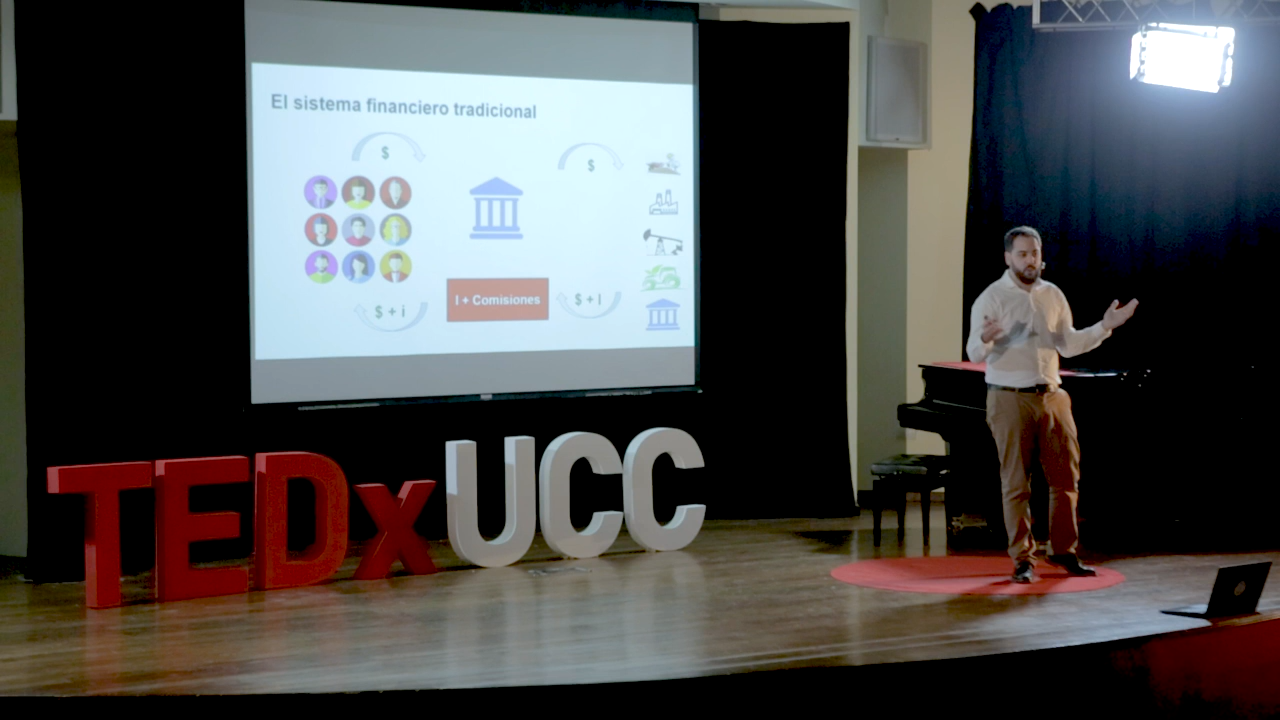 El sistema financiero tradicional
$
$
I + Comisiones
$ + i
$ + I
TEDxUCC